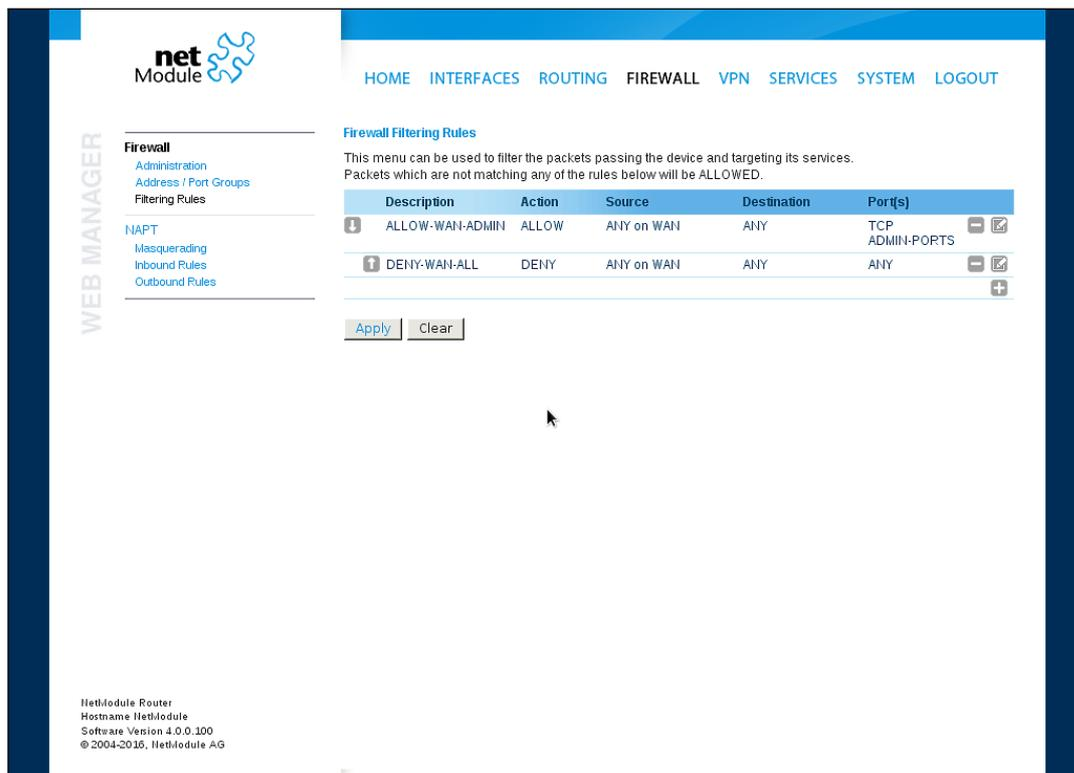 net
Module
HOME INTERFACES ROUTING FIREWALL VPN SERVICES SYSTEM LOGOUT
WEB MANAGER
Firewall
Administration
Address / Port Groups
Filtering Rules
NAPT
Masquerading
Inbound Rules
Outbound Rules
Firewall Filtering Rules
This menu can be used to filter the packets passing the device and targeting its services.
Packets which are not matching any of the rules below will be ALLOWED.
Description Action Source Destination Port(s)
ALLOW-WAN-ADMIN ALLOW ANY on WAN ANY TCP
ADMIN-PORTS
DENY-WAN-ALL DENY ANY on WAN ANY ANY
Apply Clear
NetModule Router
Hostname NetModule
Software Version 4.0.0.100
© 2004-2016, NetModule AG